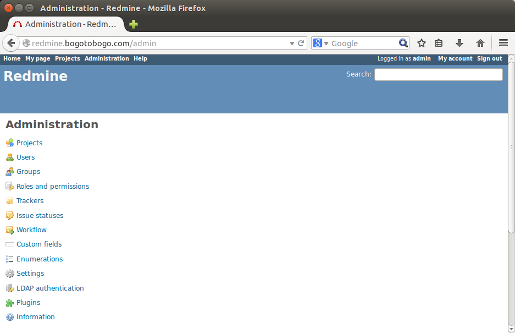 Administration - Redmine - Mozilla Firefox
Administration - Redm...
redmine.bogotobogo.com/admin
Google
Home My page Projects Administration Help
Logged in as admin My account Sign out
Redmine
Search:
Administration
Projects
Users
Groups
Roles and permissions
Trackers
Issue statuses
Workflow
Custom fields
Enumerations
Settings
LDAP authentication
Plugins
Information